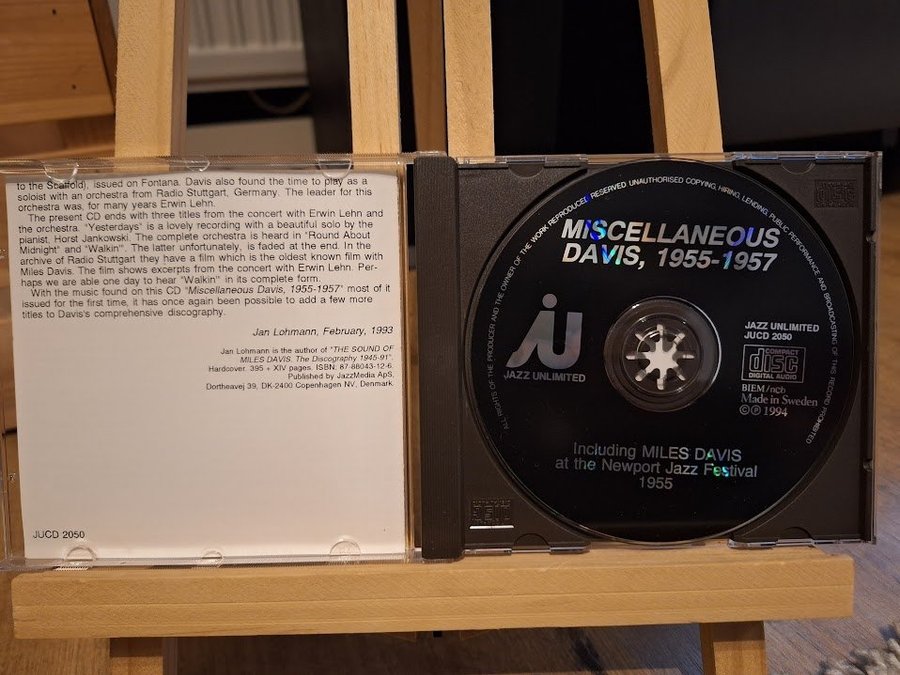 to the Scaffold), issued on Fontana. Davis also found the time to play as a
soloist with an orchestra from Radio Stuttgart, Germany. The leader for this
orchestra was, for many years Erwin Lehn.
The present CD ends with three titles from the concert with Erwin Lehn and
the orchestra. "Yesterdays" is a lovely recording with a beautiful solo by the
pianist, Horst Jankowski. The complete orchestra is heard in "Round About
Midnight" and "Walkin". The latter unfortunately, is faded at the end. In the
archive of Radio Stuttgart they have a film which is the oldest known film with
Miles Davis. The film shows excerpts from the concert with Erwin Lehn. Per-
haps we are able one day to hear "Walkin" in its complete form.
With the music found on this CD "Miscellaneous Davis, 1955-1957" most of it
issued for the first time, it has once again been possible to add a few more
titles to Davis's comprehensive discography.
Jan Lohmann, February, 1993
Jan Lohmann is the author of "THE SOUND OF
MILES DAVIS. The Discography 1945-91".
Hardcover. 395 + XIV pages. ISBN: 87-88043-12-6.
Published by JazzMedia ApS,
Dortheavej 39, DK-2400 Copenhagen NV, Denmark.
JUCD 2050
ALL RIGHTS OF THE PRODUCER AND THE OWNER OF THE WORK REPRODUCED RESERVED UNAUTHORISED COPYING, HIRING, LENDING, PUBLIC PERFORMANCE AND BROADCASTING OF THIS RECORD PROHIBITED
MISCELLANEOUS
DAVIS, 1955-1957
JU
JAZZ UNLIMITED
JAZZ UNLIMITED
JUCD 2050
COMPACT
disc
DIGITAL AUDIO
BIEM/ncb
Made in Sweden
©℗ 1994
Including MILES DAVIS
at the Newport Jazz Festival
1955